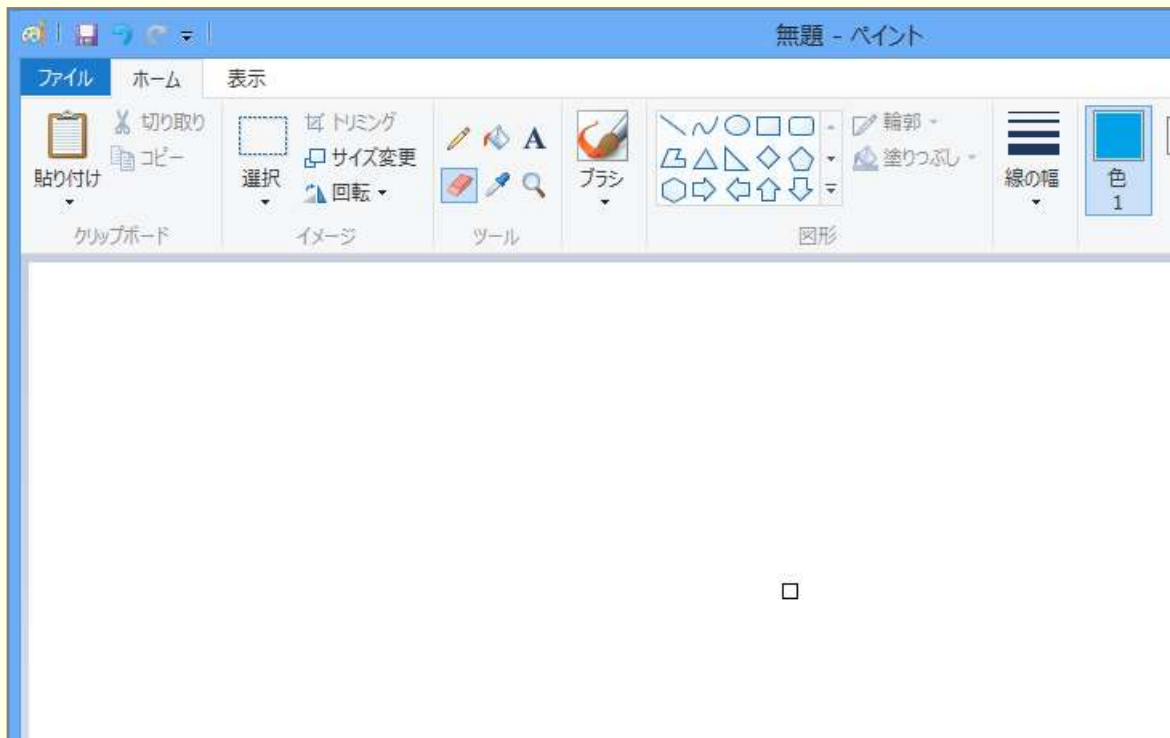 無題 - ペイント
ファイル ホーム 表示
貼り付け
切り取り
コピー
クリップボード
選択
トリミング
サイズ変更
回転
イメージ
A
ツール
ブラシ
輪郭
塗りつぶし
図形
線の幅
色
1